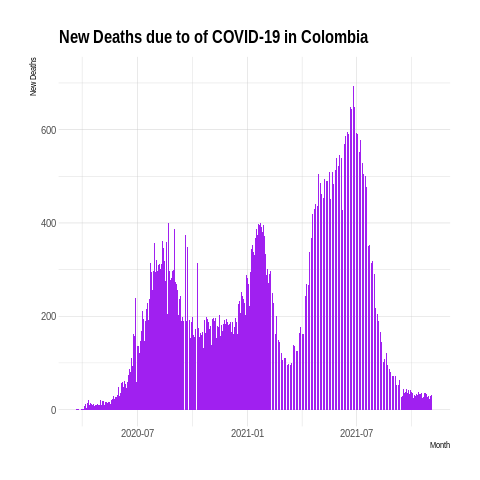 New Deaths due to of COVID-19 in Colombia
New Deaths
600
400
200
0
2020-07
2021-01
2021-07
Month